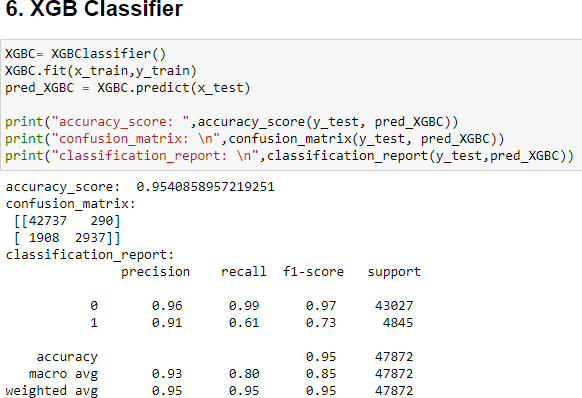 6. XGB Classifier
XGBC= XGBClassifier()
XGBC.fit(x_train,y_train)
pred_XGBC = XGBC.predict(x_test)
print("accuracy_score: ",accuracy_score(y_test, pred_XGBC))
print("confusion_matrix: \n",confusion_matrix(y_test, pred_XGBC))
print("classification_report: \n",classification_report(y_test,pred_XGBC))
accuracy_score:  0.9540858957219251
confusion_matrix:
 [[42737   290]
 [ 1908  2937]]
classification_report:
              precision    recall  f1-score   support
           0       0.96      0.99      0.97     43027
           1       0.91      0.61      0.73      4845
    accuracy                           0.95     47872
   macro avg       0.93      0.80      0.85     47872
weighted avg       0.95      0.95      0.95     47872